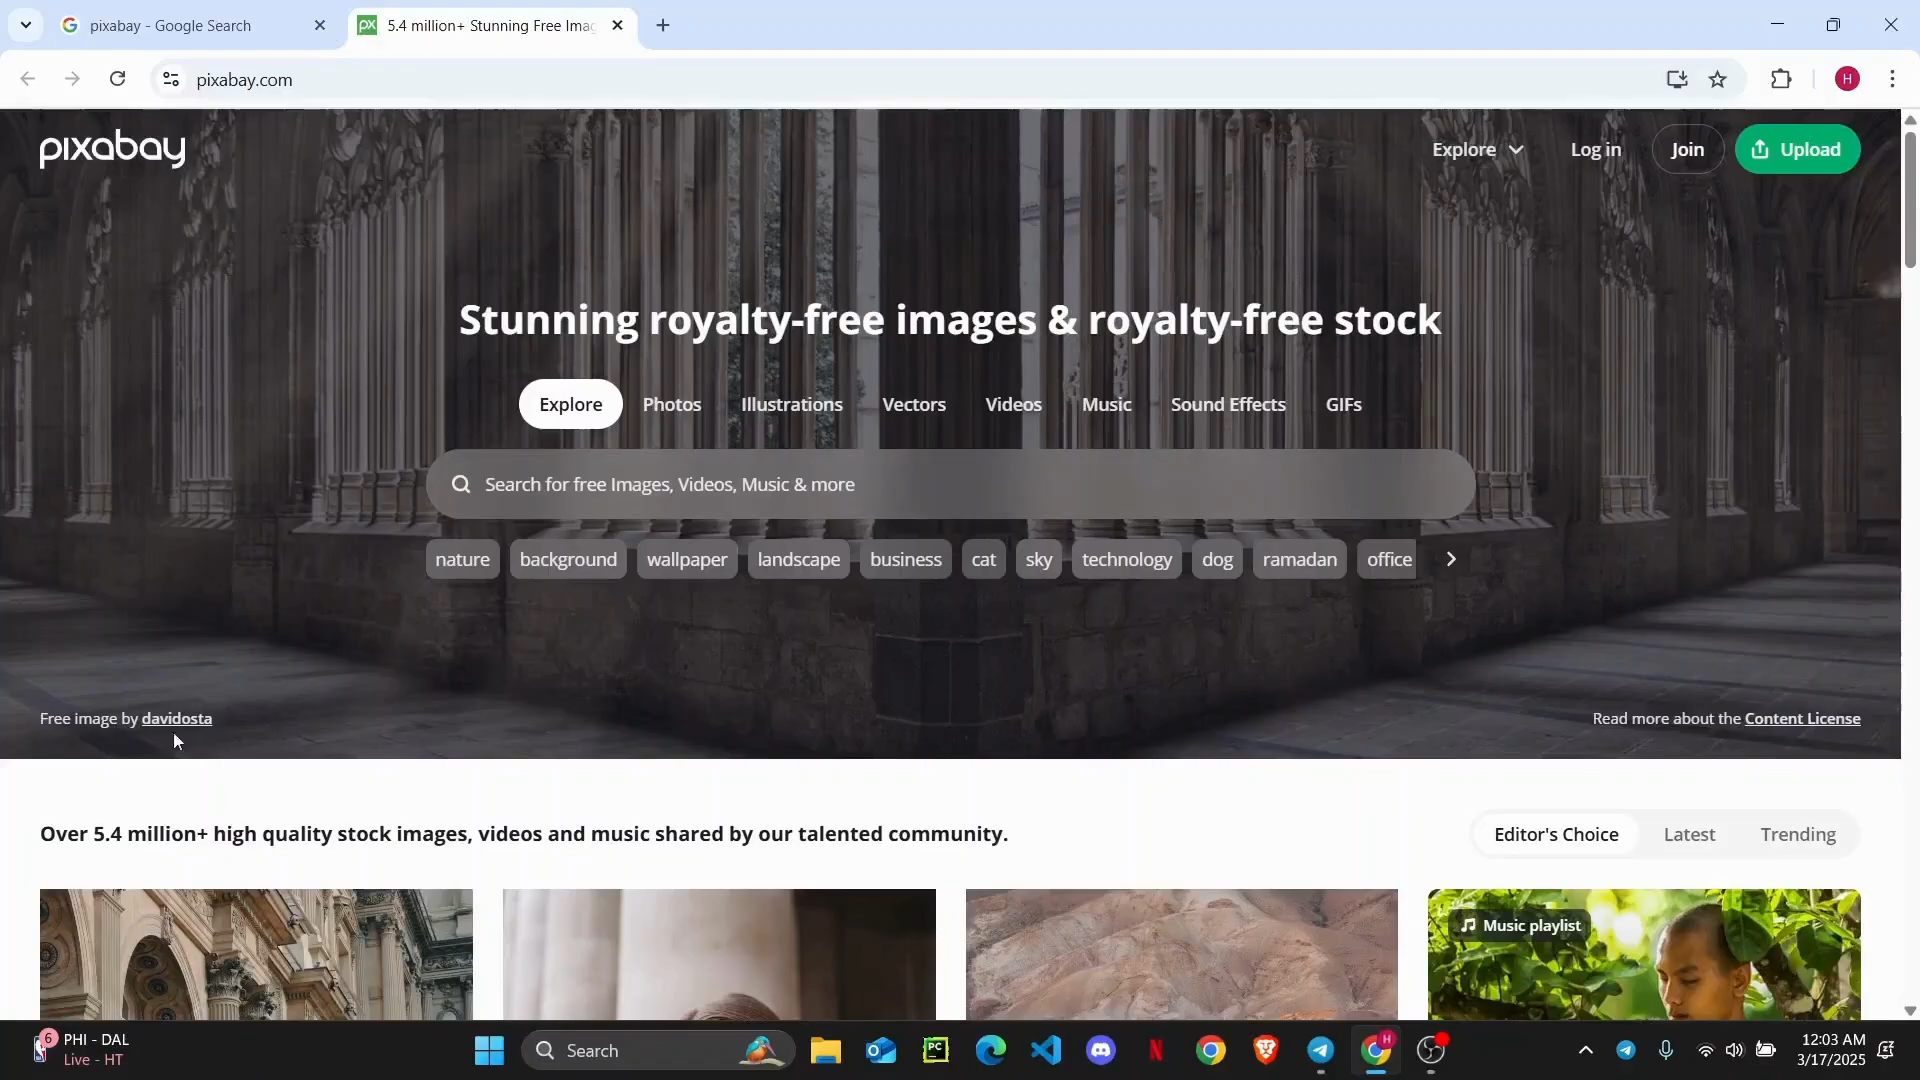 pixabay - Google Search
5.4 million+ Stunning Free Imag
pixabay.com
H
pixabay
Explore
Log in
Join
Upload
Stunning royalty-free images & royalty-free stock
Explore
Photos
Illustrations
Vectors
Videos
Music
Sound Effects
GIFs
Search for free Images, Videos, Music & more
nature
background
wallpaper
landscape
business
cat
sky
technology
dog
ramadan
office
Free image by davidosta
Read more about the Content License
Over 5.4 million+ high quality stock images, videos and music shared by our talented community.
Editor's Choice
Latest
Trending
Music playlist
6
PHI - DAL
Live - HT
Search
12:03 AM
3/17/2025